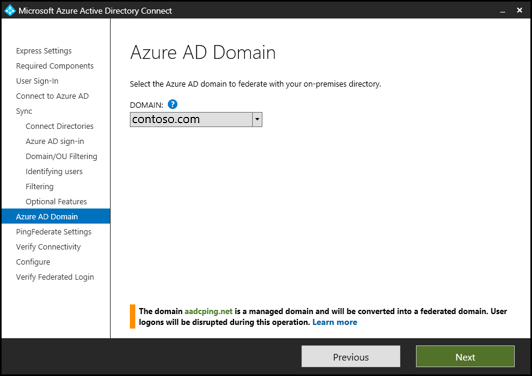 Microsoft Azure Active Directory Connect
Express Settings
Required Components
User Sign-In
Connect to Azure AD
Sync
Connect Directories
Azure AD sign-in
Domain/OU Filtering
Identifying users
Filtering
Optional Features
Azure AD Domain
PingFederate Settings
Verify Connectivity
Configure
Verify Federated Login
Azure AD Domain
Select the Azure AD domain to federate with your on-premises directory.
DOMAIN: ?
contoso.com
The domain aadcping.net is a managed domain and will be converted into a federated domain. User
logons will be disrupted during this operation. Learn more
Previous
Next